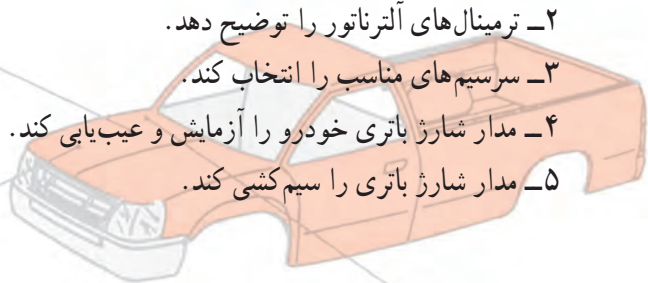 ۲ــ ترمینال‌های آلترناتور را توضیح دهد.
۳ــ سرسیم‌های مناسب را انتخاب کند.
۴ــ مدار شارژ باتری خودرو را آزمایش و عیب‌یابی کند.
۵ــ مدار شارژ باتری را سیم‌کشی کند.